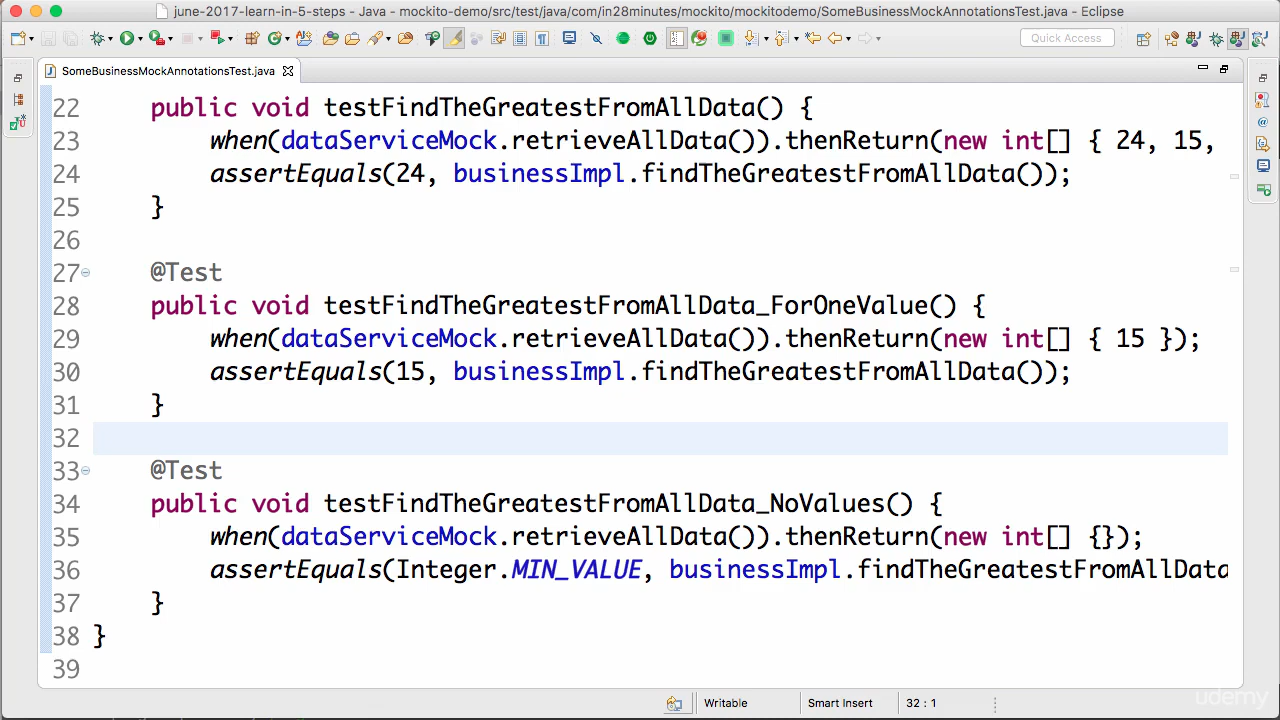 june-2017-learn-in-5-steps - Java - mockito-demo/src/test/java/com/in28minutes/mockito/mockitodemo/SomeBusinessMockAnnotationsTest.java - Eclipse
Quick Access
SomeBusinessMockAnnotationsTest.java
22 public void testFindTheGreatestFromAllData() {
23 when(dataServiceMock.retrieveAllData()).thenReturn(new int[] { 24, 15,
24 assertEquals(24, businessImpl.findTheGreatestFromAllData());
25 }
26
27 @Test
28 public void testFindTheGreatestFromAllData_ForOneValue() {
29 when(dataServiceMock.retrieveAllData()).thenReturn(new int[] { 15 });
30 assertEquals(15, businessImpl.findTheGreatestFromAllData());
31 }
32
33 @Test
34 public void testFindTheGreatestFromAllData_NoValues() {
35 when(dataServiceMock.retrieveAllData()).thenReturn(new int[] {});
36 assertEquals(Integer.MIN_VALUE, businessImpl.findTheGreatestFromAllData
37 }
38 }
39
Writable
Smart Insert
32 : 1
udemy